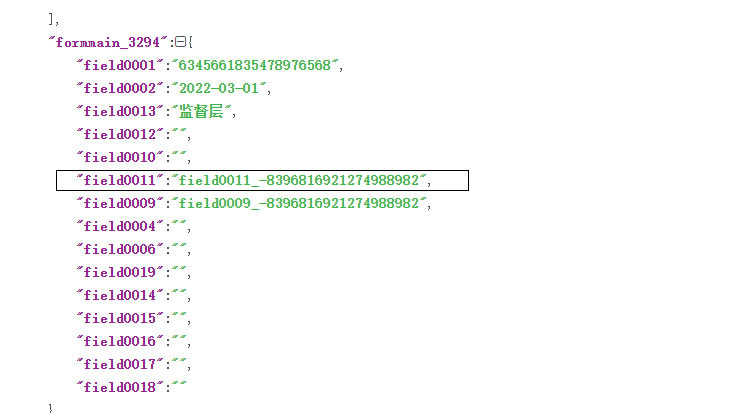 ],
"formmain_3294":{
"field0001":"6345661835478976568",
"field0002":"2022-03-01",
"field0013":"监督层",
"field0012":"",
"field0010":"",
"field0011":"field0011_-8396816921274988982",
"field0009":"field0009_-8396816921274988982",
"field0004":"",
"field0006":"",
"field0019":"",
"field0014":"",
"field0015":"",
"field0016":"",
"field0017":"",
"field0018":""
}